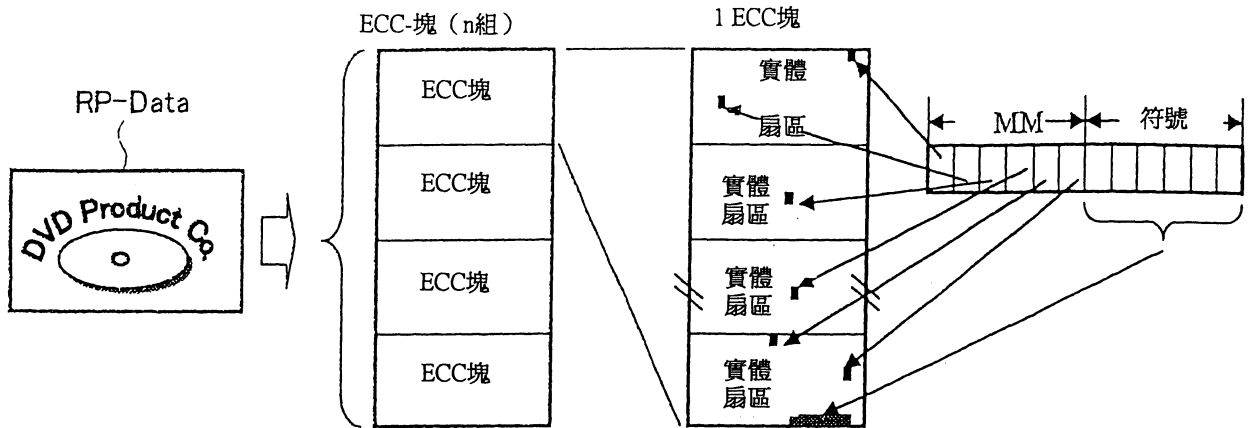 RP-Data
DVD Product Co.
ECC-塊（n組）
ECC塊
ECC塊
ECC塊
ECC塊
1 ECC塊
實體
扇區
實體
扇區
實體
扇區
實體
扇區
MM
符號